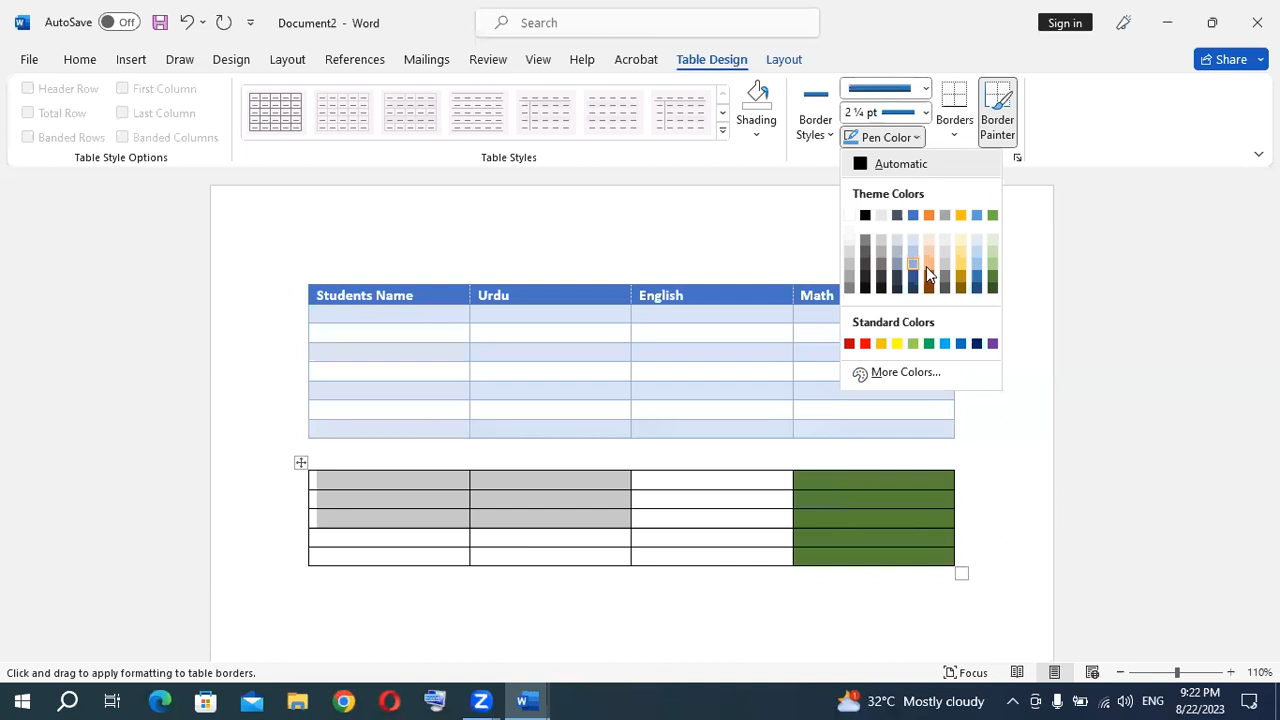 AutoSave Off Document2 - Word Search Sign in
File Home Insert Draw Design Layout References Mailings Review View Help Acrobat Table Design Layout Share
Header Row First Column
Total Row Last Column
Banded Rows Banded Columns
Table Style Options
Table Styles
Shading
Border
Styles
2 ¼ pt
Pen Color
Borders
Border
Painter
Automatic
Theme Colors
Standard Colors
More Colors...
Students Name Urdu English Math
Click and drag to apply formatting to table borders. Focus 110%
32°C Mostly cloudy ENG 9:22 PM
8/22/2023